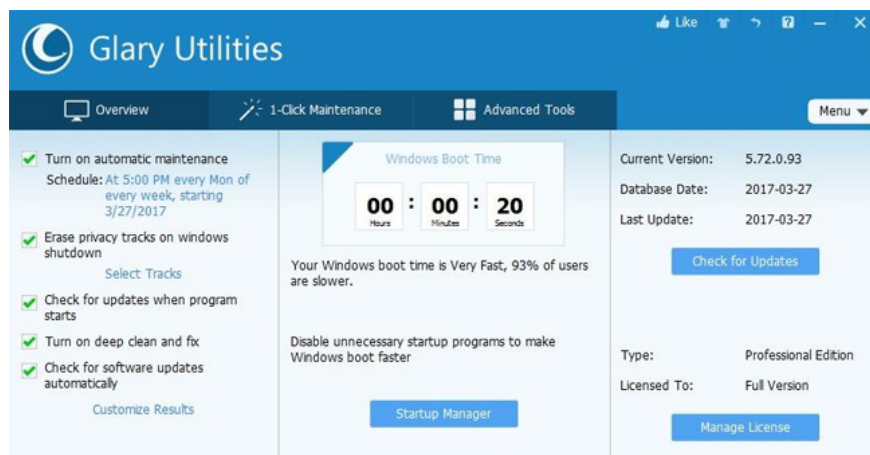 Glary Utilities
Like
Overview
1-Click Maintenance
Advanced Tools
Menu
Turn on automatic maintenance
Schedule: At 5:00 PM every Mon of
every week, starting
3/27/2017
Erase privacy tracks on windows
shutdown
Select Tracks
Check for updates when program
starts
Turn on deep clean and fix
Check for software updates
automatically
Customize Results
Windows Boot Time
00 : 00 : 20
Hours Minutes Seconds
Your Windows boot time is Very Fast, 93% of users
are slower.
Disable unnecessary startup programs to make
Windows boot faster
Startup Manager
Current Version: 5.72.0.93
Database Date: 2017-03-27
Last Update: 2017-03-27
Check for Updates
Type: Professional Edition
Licensed To: Full Version
Manage License